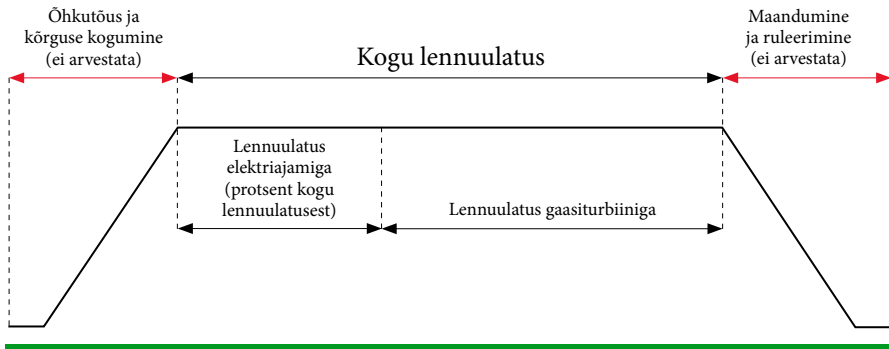 Õhkutõus ja
kõrguse kogumine
(ei arvestata)
Kogu lennuulatus
Maandumine
ja ruleerimine
(ei arvestata)
Lennuulatus
elektriajamiga
(protsent kogu
lennuulatusest)
Lennuulatus gaasiturbiiniga